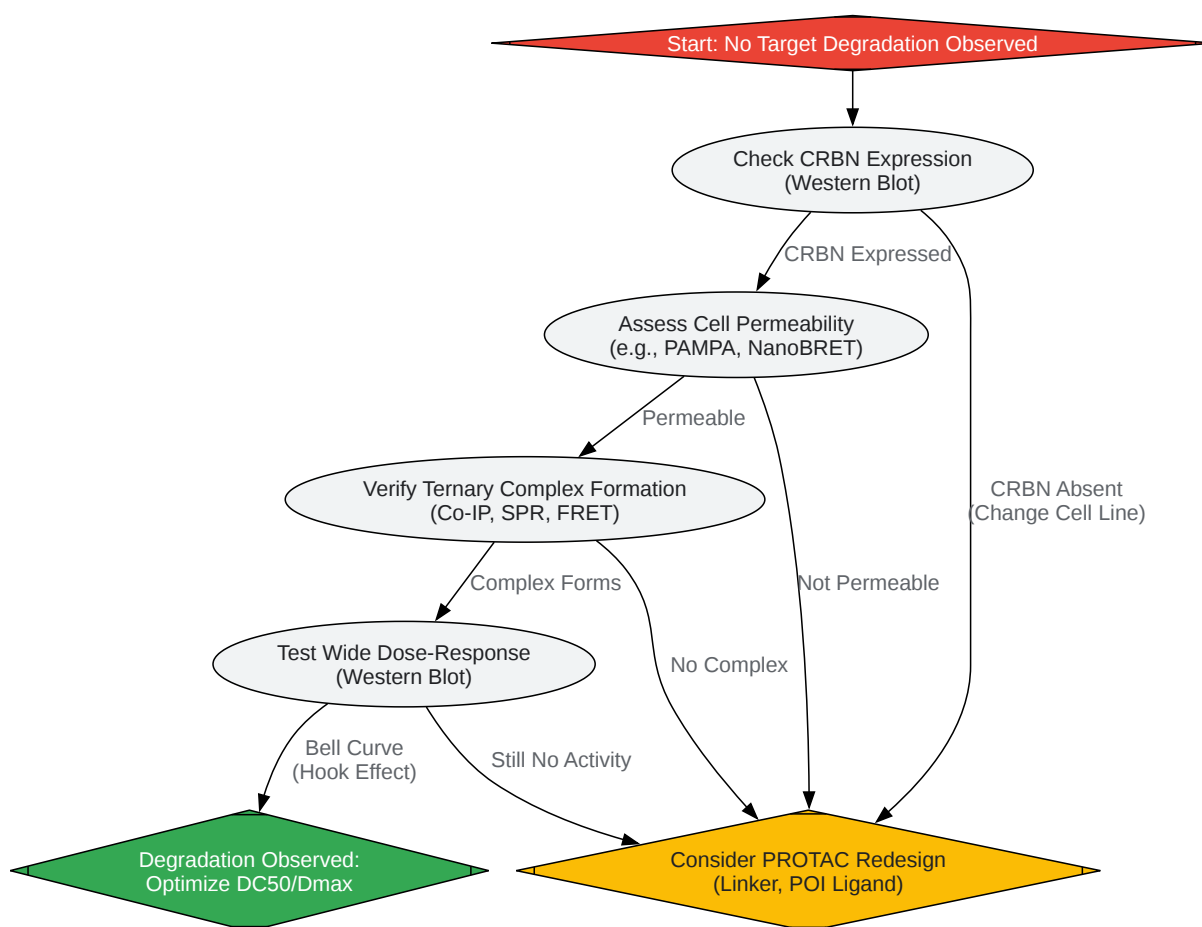 Start: No Target Degradation Observed
Check CRBN Expression
(Western Blot)
CRBN Expressed
Assess Cell Permeability
(e.g., PAMPA, NanoBRET)
Permeable
Verify Ternary Complex Formation
(Co-IP, SPR, FRET)
CRBN Absent
(Change Cell Line)
Complex Forms
Not Permeable
Test Wide Dose-Response
(Western Blot)
No Complex
Bell Curve
(Hook Effect)
Still No Activity
Degradation Observed:
Optimize DC50/Dmax
Consider PROTAC Redesign
(Linker, POI Ligand)